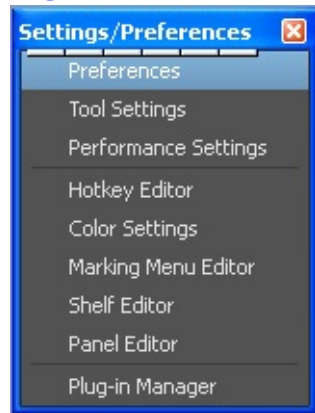 Settings/Preferences
Preferences
Tool Settings
Performance Settings
Hotkey Editor
Color Settings
Marking Menu Editor
Shelf Editor
Panel Editor
Plug-in Manager